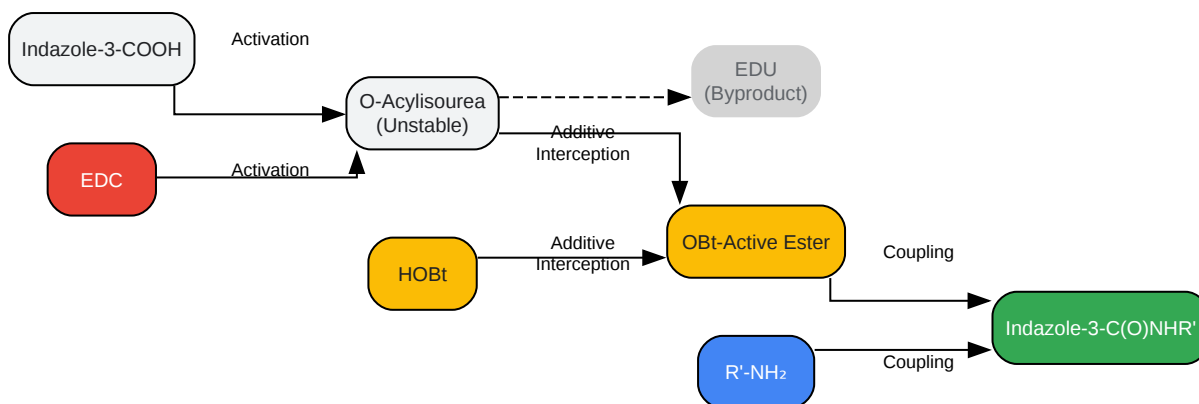 Indazole-3-COOH
Activation
EDU
(Byproduct)
O-Acylisourea
(Unstable)
Additive
Interception
EDC
Activation
OBt-Active Ester
HOBt
Additive
Interception
Coupling
Indazole-3-C(O)NHR'
R'-NH₂
Coupling